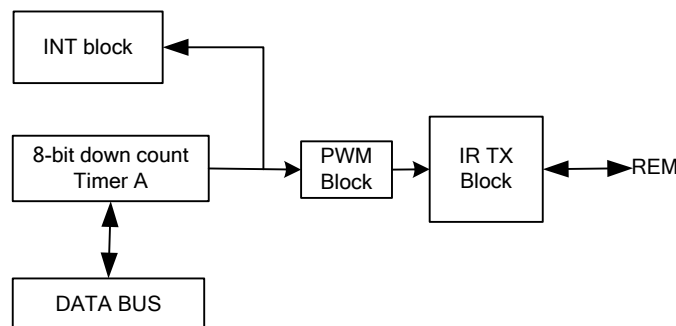 INT block
8-bit down count
Timer A
PWM
Block
IR TX
Block
REM
DATA BUS